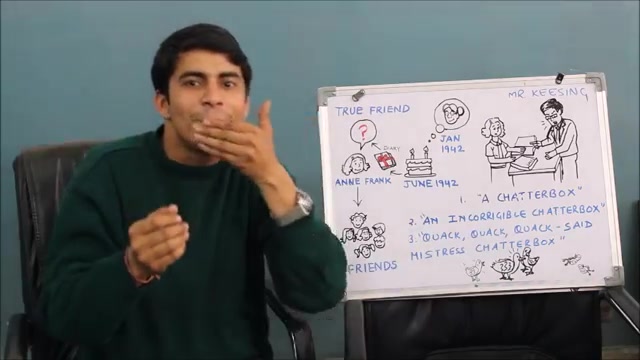 TRUE FRIEND
MR KEESING
?
JAN
1942
DIARY
ANNE FRANK
JUNE 1942
FRIENDS
1. "A CHATTERBOX"
2. "AN INCORRIGIBLE CHATTERBOX"
3. "QUACK, QUACK, QUACK - SAID
MISTRESS CHATTERBOX"